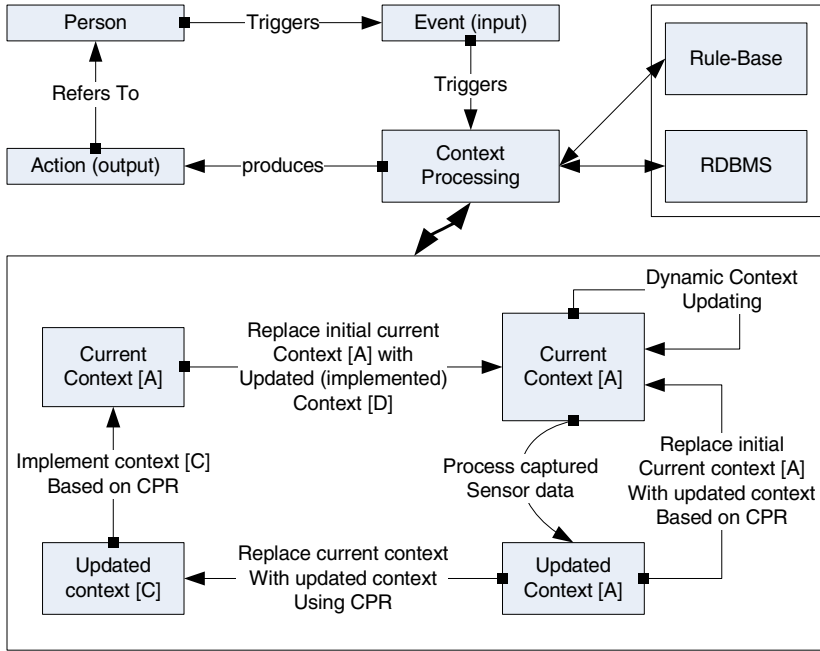 Person
Triggers
Event (input)
Rule-Base
Refers To
Triggers
Action (output)
produces
Context
Processing
RDBMS
Dynamic Context
Updating
Current
Context [A]
Replace initial current
Context [A] with
Updated (implemented)
Context [D]
Current
Context [A]
Implement context [C]
Based on CPR
Process captured
Sensor data
Replace initial
Current context [A]
With updated context
Based on CPR
Updated
context [C]
Replace current context
With updated context
Using CPR
Updated
Context [A]